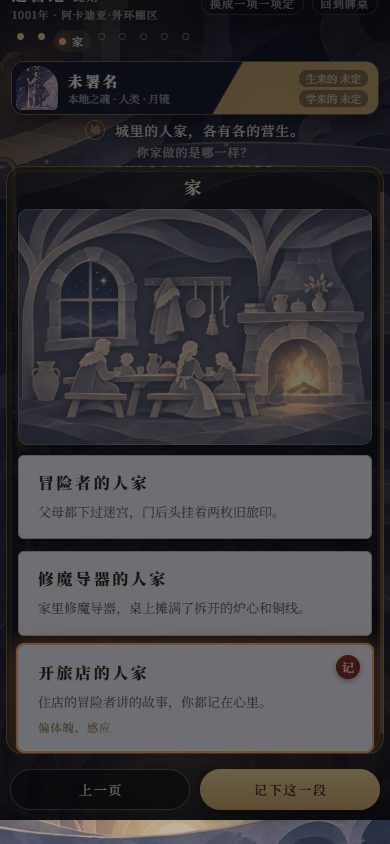 换成一项一项定
回到牌桌
1001年 · 阿卡迪亚·外环棚区
家
未署名
本地之魂 · 人类 · 月镜
生来的 未定
学来的 未定
她
城里的人家，各有各的营生。
你家做的是哪一样？
家
冒险者的人家
父母都下过迷宫，门后头挂着两枚旧旅印。
修魔导器的人家
家里修魔导器，桌上摊满了拆开的炉心和铜线。
开旅店的人家
记
住店的冒险者讲的故事，你都记在心里。
偏体魄、感应
上一页
记下这一段